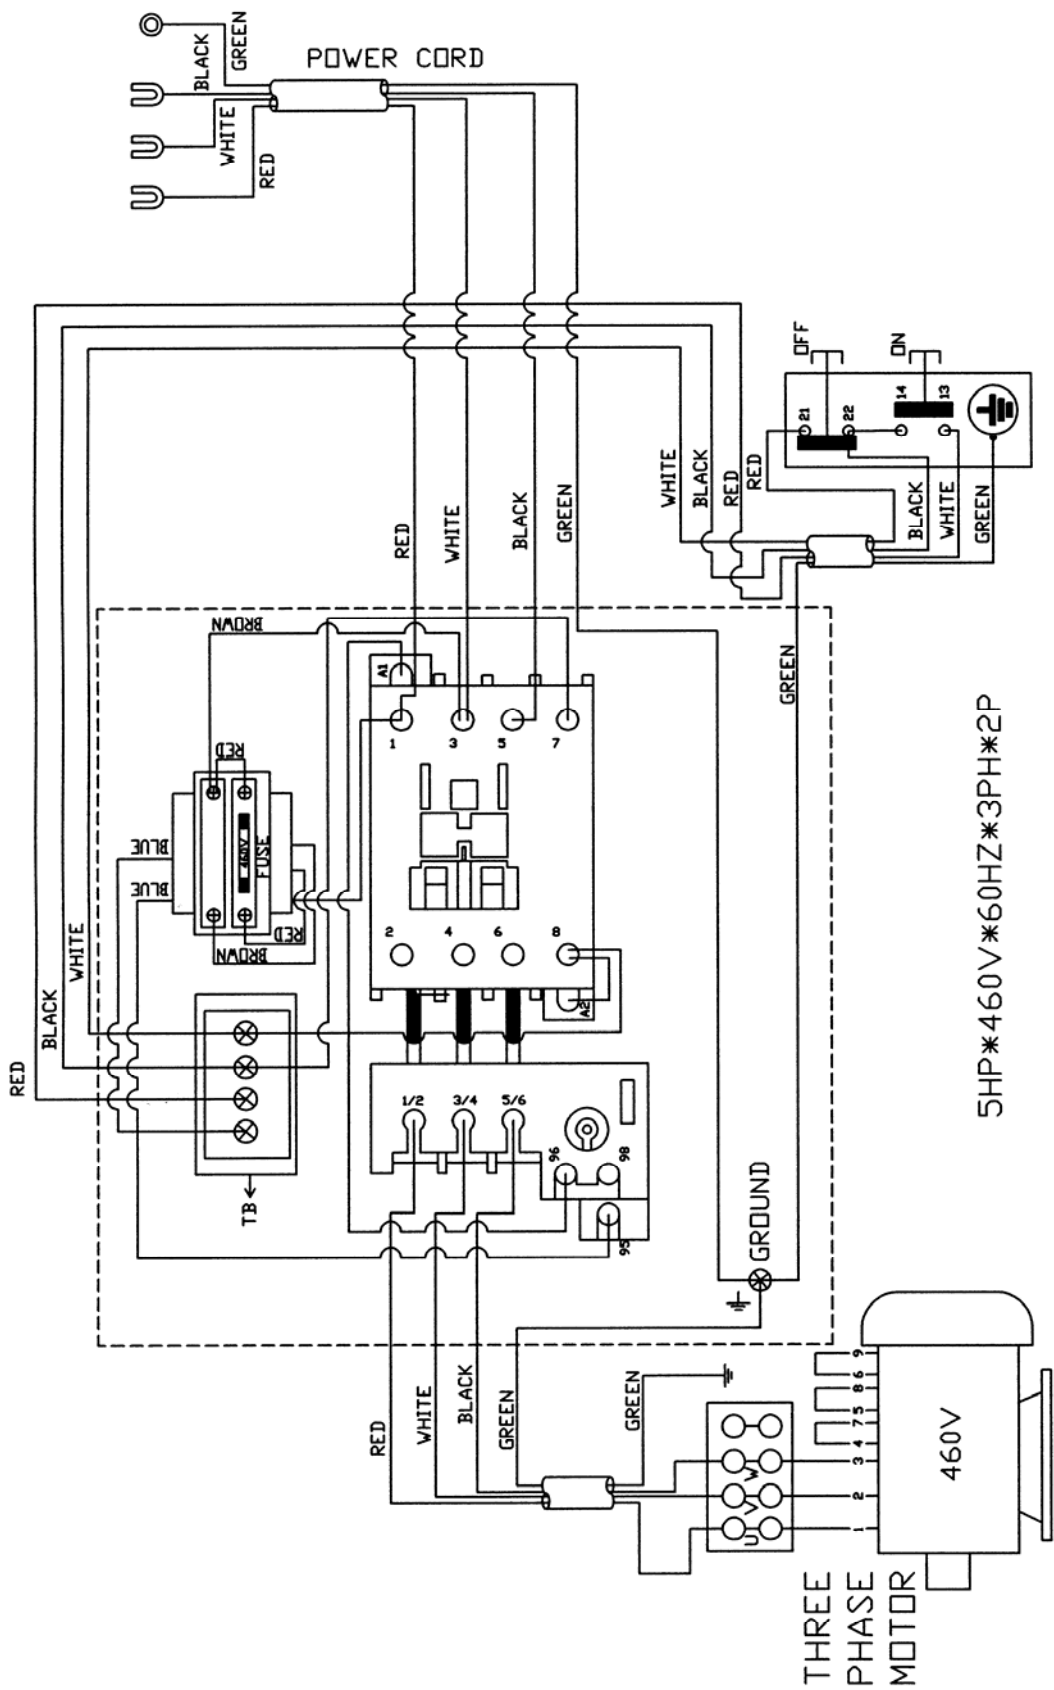 POWER CORD
GREEN
BLACK
WHITE
RED
OFF
ON
21
22
14
13
RED
WHITE
BLACK
GREEN
WHITE
BLACK
RED
RED
BLACK
WHITE
GREEN
BROWN
A1
GREEN
RED
1
3
5
7
BLUE
BLUE
460V
FUSE
RED
BROWN
2
4
6
8
A2
WHITE
BLACK
RED
TB
1/2
3/4
5/6
96
98
95
GROUND
5HP*460V*60HZ*3PH*2P
RED
WHITE
BLACK
GREEN
GREEN
U
V
W
9
6
8
5
7
4
3
2
1
460V
THREE
PHASE
MOTOR